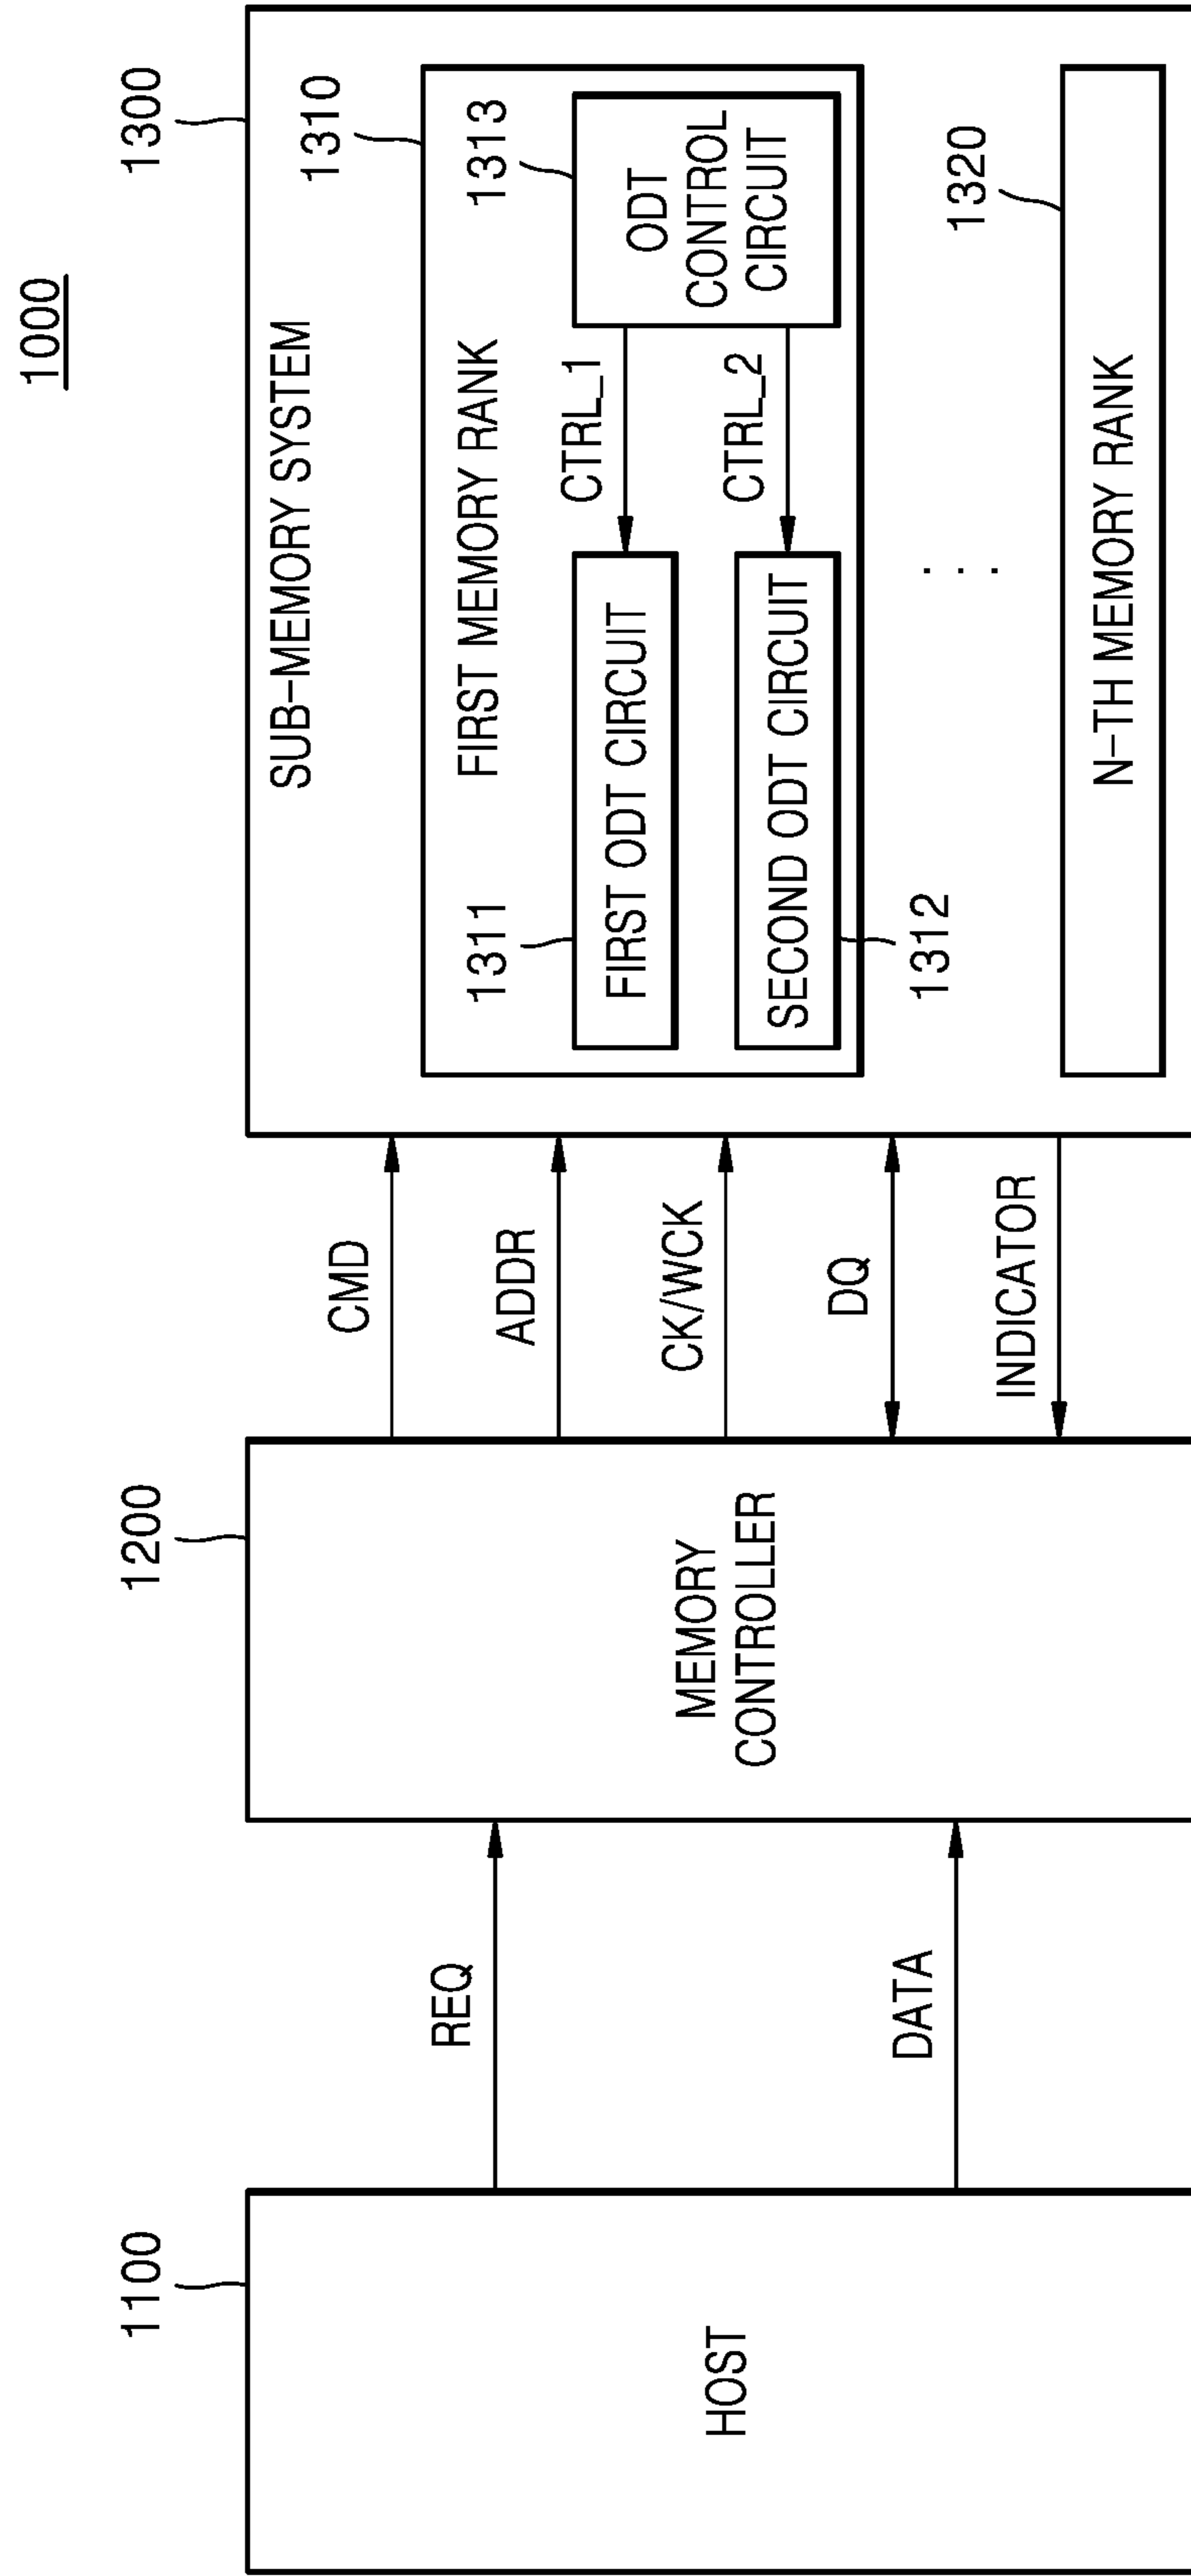 1000
1100
HOST
REQ
DATA
1200
MEMORY
CONTROLLER
CMD
ADDR
CK/WCK
DQ
INDICATOR
1300
SUB-MEMORY SYSTEM
1310
FIRST MEMORY RANK
1311
FIRST ODT CIRCUIT
CTRL_1
1313
ODT
CONTROL
CIRCUIT
SECOND ODT CIRCUIT
CTRL_2
1312
1320
N-TH MEMORY RANK